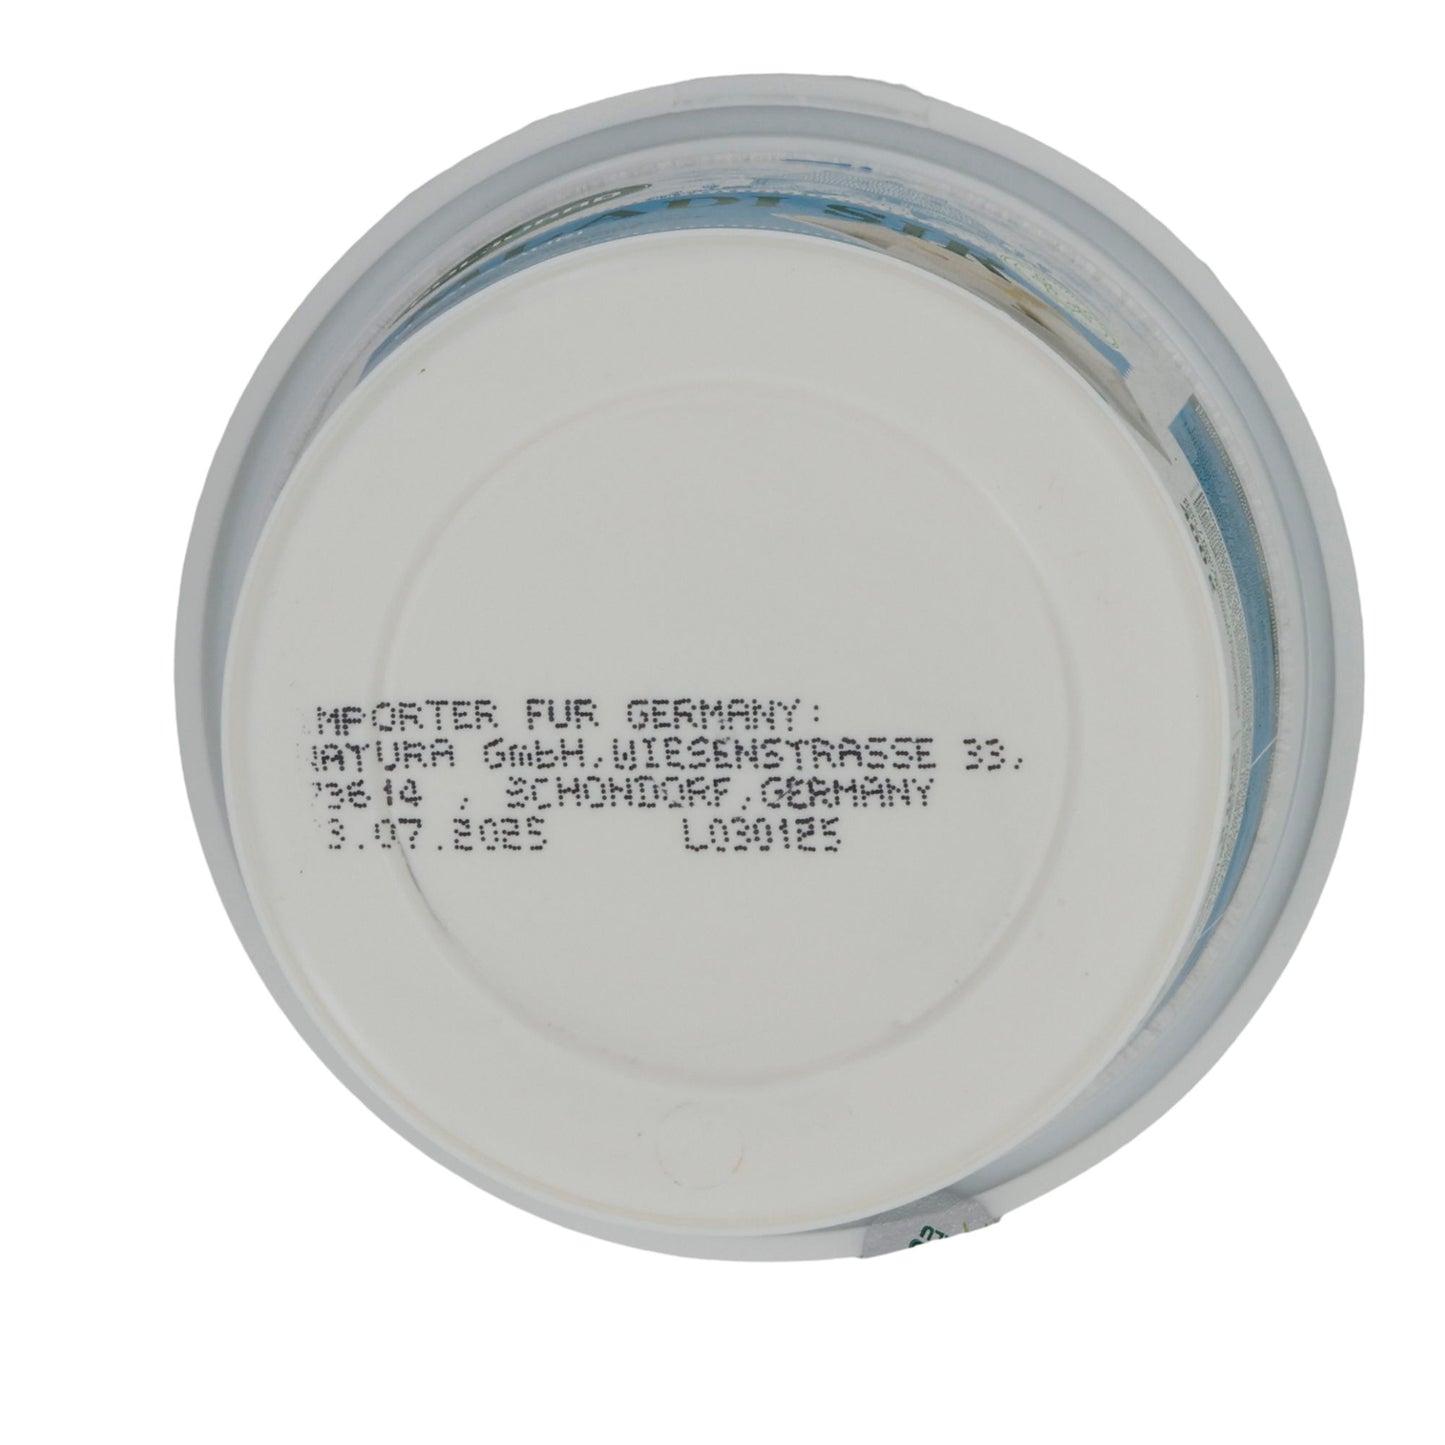 MPORTER FUR GERMANY:
NATURA GmbH,WIESENSTRASSE 33,
73614 , SCHONDORF,GERMANY
3.07.2025 L030125